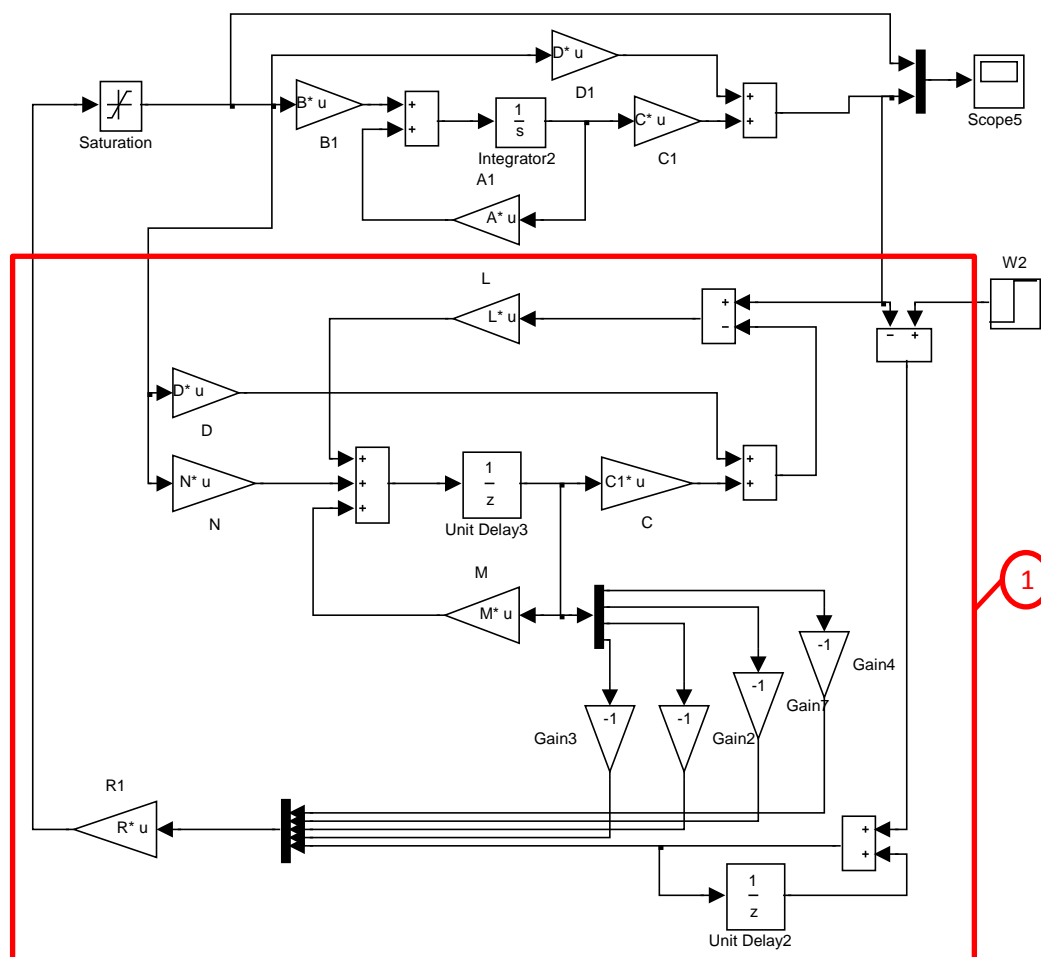 D* u
D1
Saturation
B* u
B1
+
+
1
s
Integrator2
C* u
C1
+
+
Scope5
A1
A* u
W2
L
L* u
+
−
− +
D* u
D
N* u
N
+
+
+
1
z
Unit Delay3
C1* u
C
+
+
M
M* u
1
-1
Gain4
-1
Gain7
-1
Gain2
-1
Gain3
R1
R* u
+
+
1
z
Unit Delay2